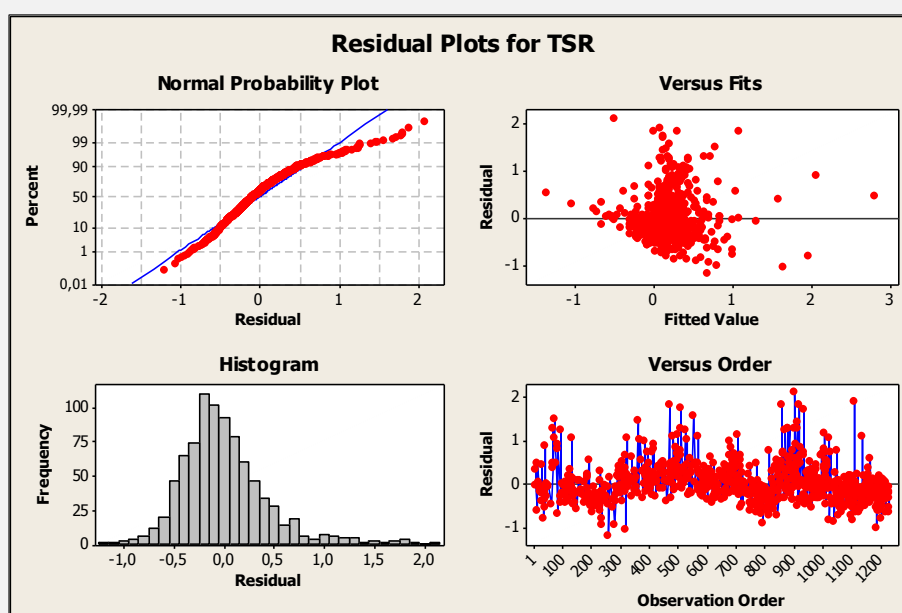 Residual Plots for TSR
Normal Probability Plot
99,99
99
90
50
10
1
0,01
Percent
-2 -1 0 1 2
Residual
Versus Fits
2
1
0
-1
Residual
-1 0 1 2 3
Fitted Value
Histogram
100
75
50
25
0
Frequency
-1,0 -0,5 0,0 0,5 1,0 1,5 2,0
Residual
Versus Order
2
1
0
-1
Residual
1 100 200 300 400 500 600 700 800 900 1000 1100 1200
Observation Order